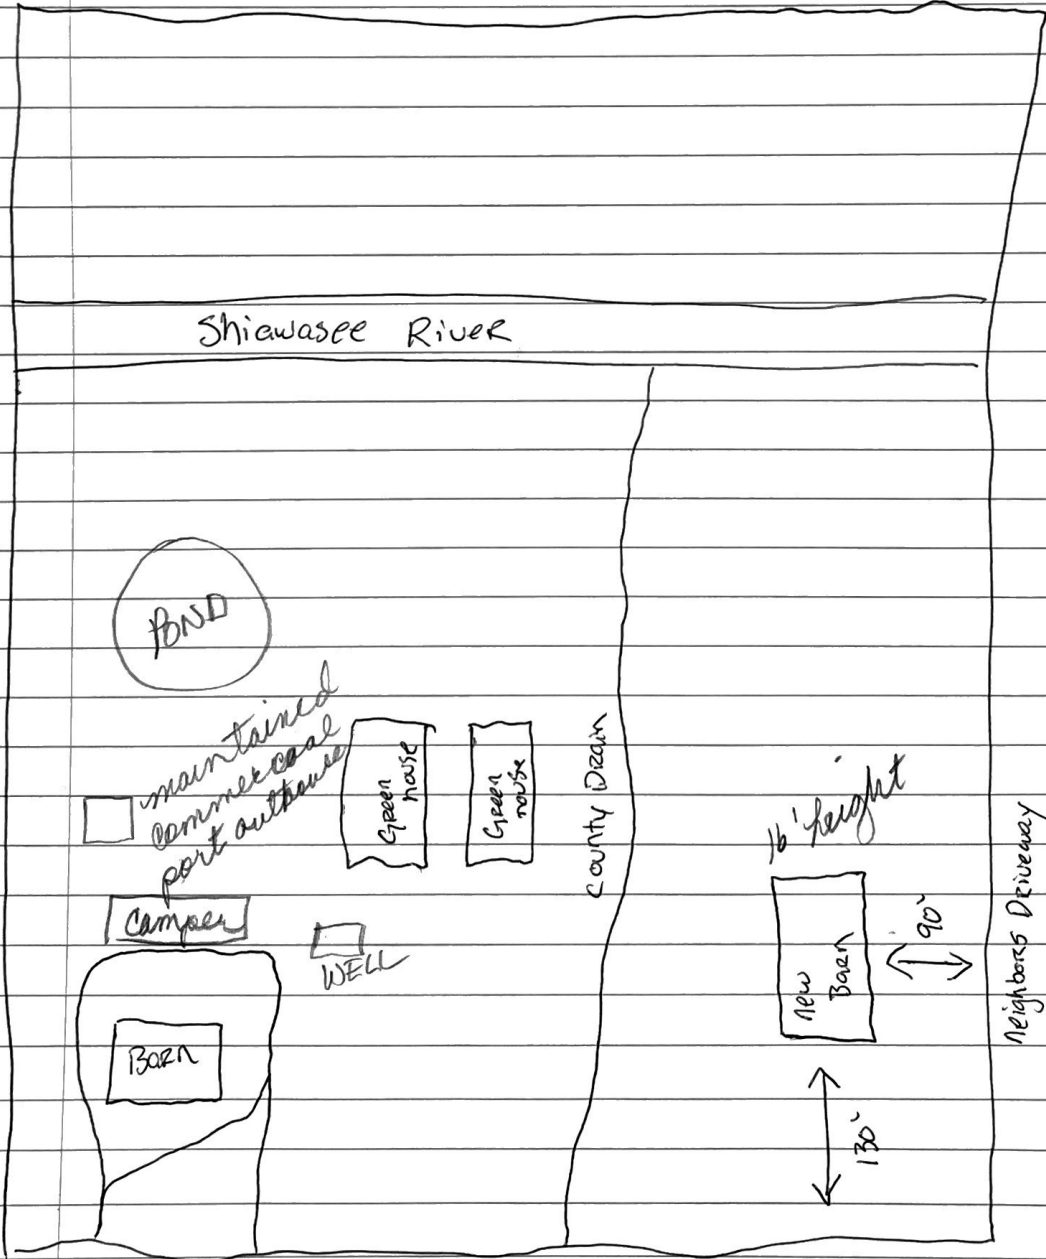 Shiawasee River
POND
maintained
commercoal
port outhouse
Green
house
Green
house
County Drain
16' height
Neighbors Driveway
Camper
WELL
new
Barn
90'
Barn
130'